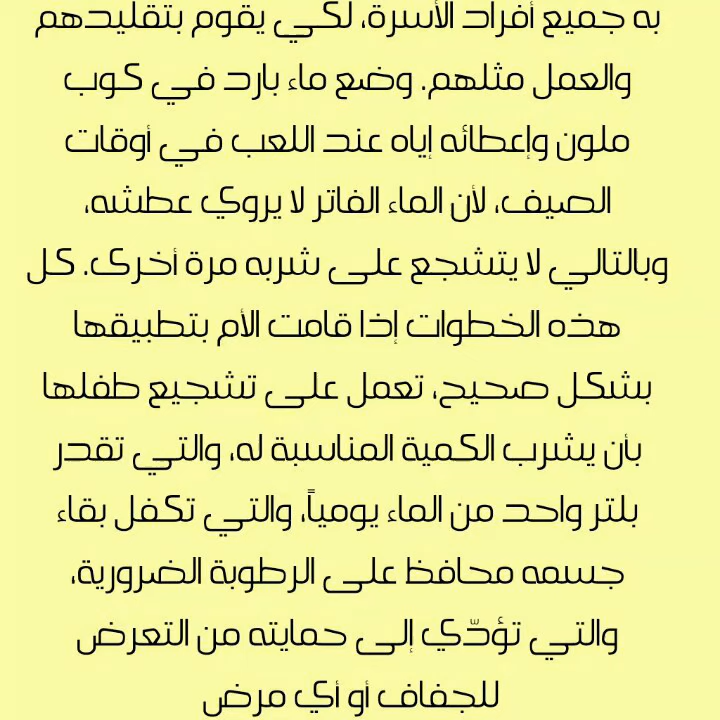 به جميع أفراد الأسرة، لكي يقوم بتقليدهم
والعمل مثلهم. وضع ماء بارد في كوب
ملون وإعطائه إياه عند اللعب في أوقات
الصيف، لأن الماء الفاتر لا يروي عطشه،
وبالتالي لا يتشجع على شربه مرة أخرى. كل
هذه الخطوات إذا قامت الأم بتطبيقها
بشكل صحيح، تعمل على تشجيع طفلها
بأن يشرب الكمية المناسبة له، والتي تقدر
بلتر واحد من الماء يومياً، والتي تكفل بقاء
جسمه محافظ على الرطوبة الضرورية،
والتي تؤدّي إلى حمايته من التعرض
للجفاف أو أي مرض